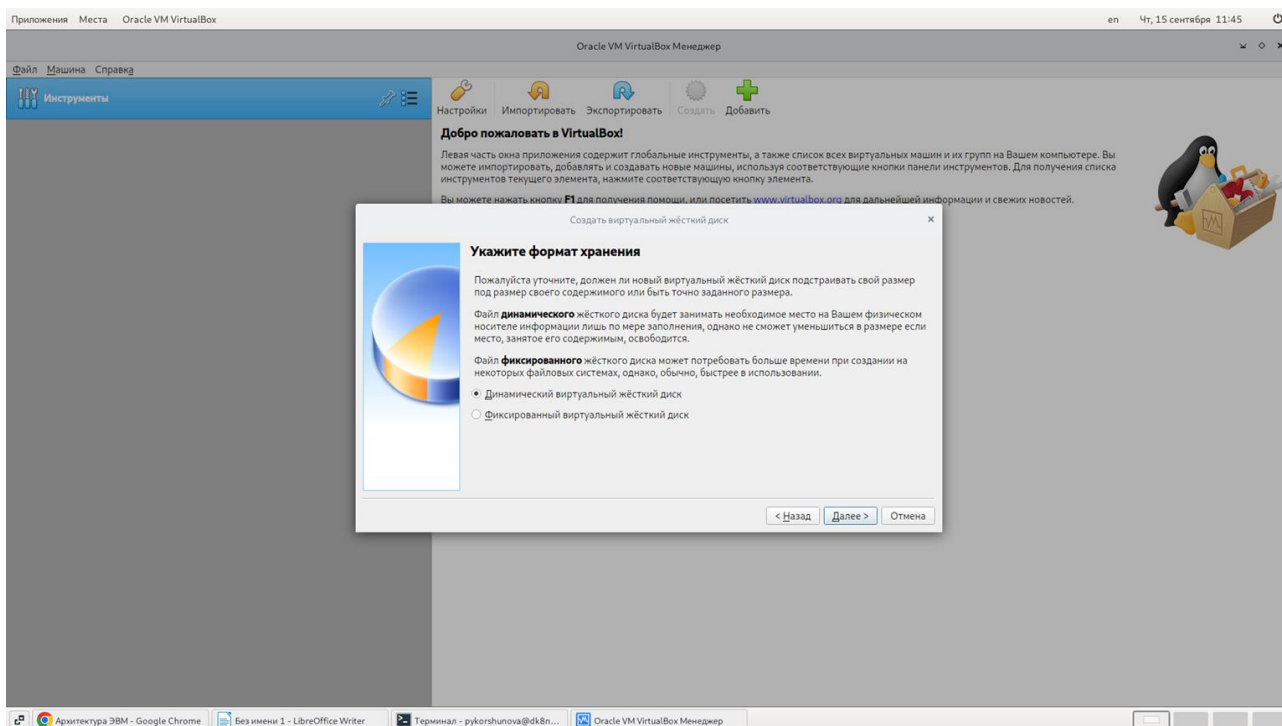 Приложения Места Oracle VM VirtualBox en Чт, 15 сентября 11:45
Oracle VM VirtualBox Менеджер
Файл Машина Справка
Инструменты
Настройки Импортировать Экспортировать Создать Добавить
Добро пожаловать в VirtualBox!
Левая часть окна приложения содержит глобальные инструменты, а также список всех виртуальных машин и их групп на Вашем компьютере. Вы
можете импортировать, добавлять и создавать новые машины, используя соответствующие кнопки панели инструментов. Для получения списка
инструментов текущего элемента, нажмите соответствующую кнопку элемента.
Вы можете нажать кнопку F1 для получения помощи, или посетить www.virtualbox.org для дальнейшей информации и свежих новостей.
Создать виртуальный жёсткий диск
Укажите формат хранения
Пожалуйста уточните, должен ли новый виртуальный жёсткий диск подстраивать свой размер
под размер своего содержимого или быть точно заданного размера.
Файл динамического жёсткого диска будет занимать необходимое место на Вашем физическом
носителе информации лишь по мере заполнения, однако не сможет уменьшиться в размере если
место, занятое его содержимым, освободится.
Файл фиксированного жёсткого диска может потребовать больше времени при создании на
некоторых файловых системах, однако, обычно, быстрее в использовании.
Динамический виртуальный жёсткий диск
Фиксированный виртуальный жёсткий диск
< Назад Далее > Отмена
Архитектура ЭВМ - Google Chrome Без имени 1 - LibreOffice Writer Терминал - pykorshunova@dk8n... Oracle VM VirtualBox Менеджер